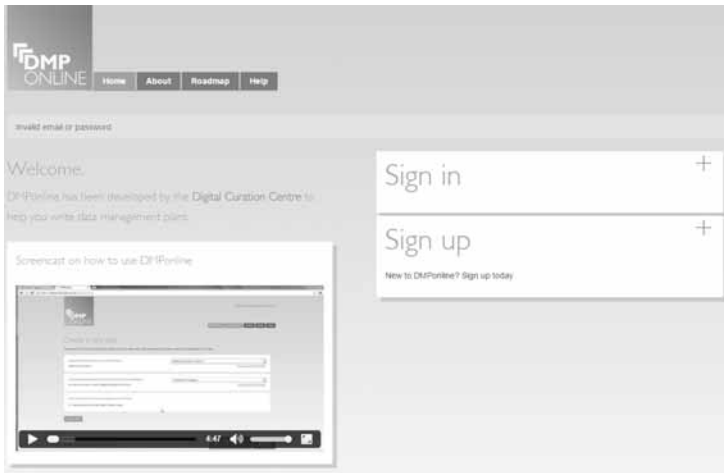 DMP
ONLINE
Home About Roadmap Help
Invalid email or password
Welcome.
DMPonline has been developed by the Digital Curation Centre to
help you write data management plans.
Screencast on how to use DMPonline
DMP
ONLINE
4:47
Sign in
Sign up
New to DMPonline? Sign up today.